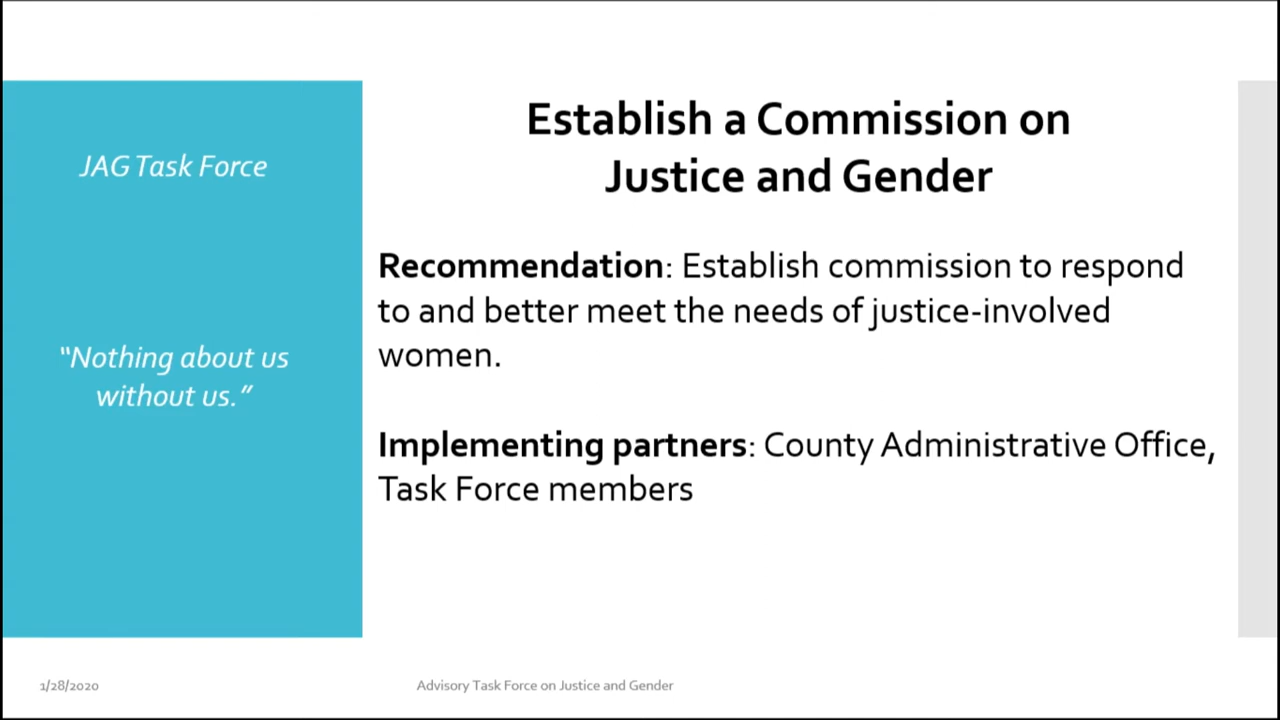 JAG Task Force
“Nothing about us
without us.”
Establish a Commission on
Justice and Gender
Recommendation: Establish commission to respond
to and better meet the needs of justice-involved
women.
Implementing partners: County Administrative Office,
Task Force members
1/28/2020
Advisory Task Force on Justice and Gender